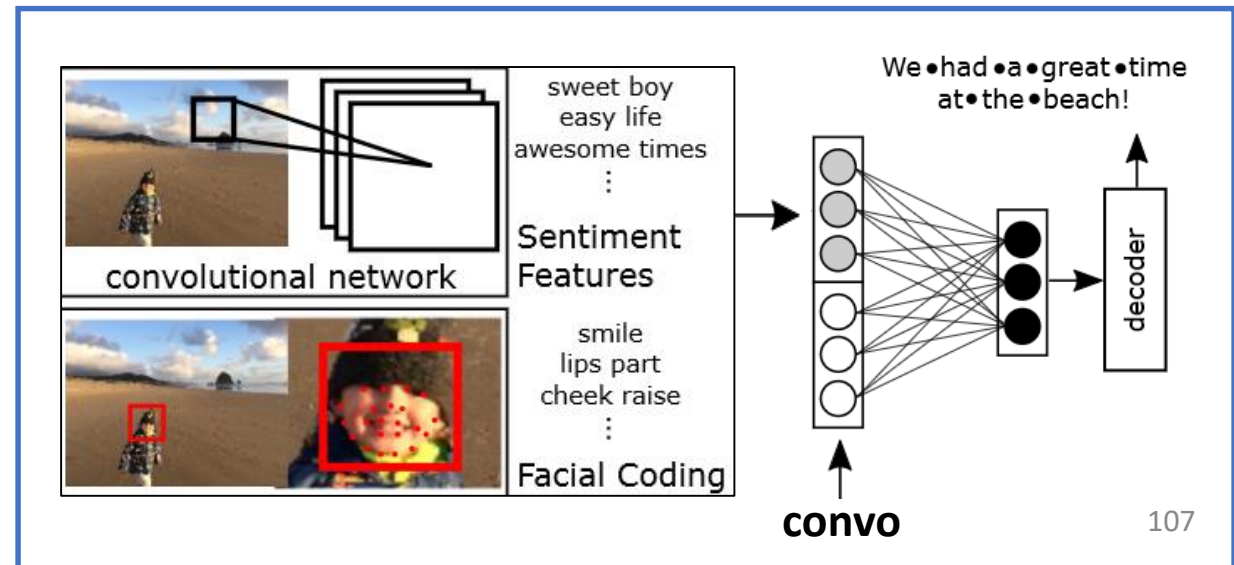 sweet boy
easy life
awesome times
⋮
Sentiment
Features
convolutional network
smile
lips part
cheek raise
⋮
Facial Coding
convo
decoder
We•had•a•great•time
at•the•beach!
107